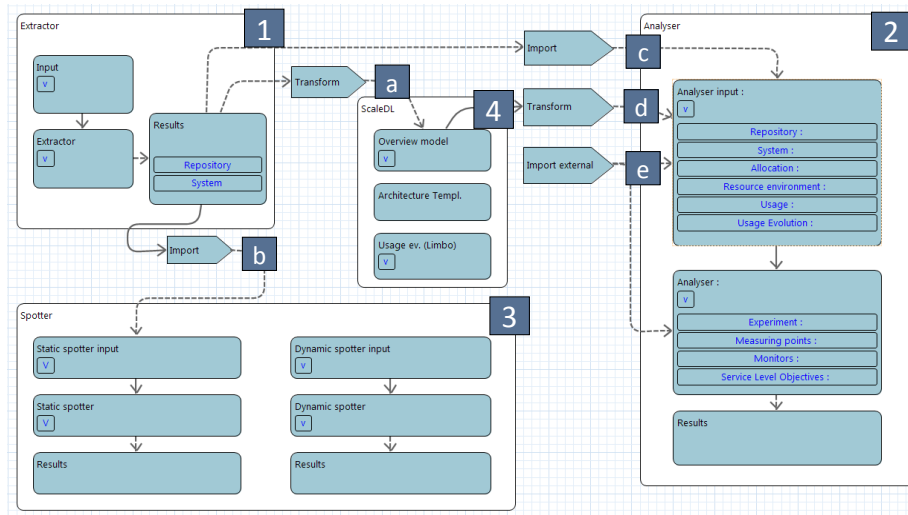 Extractor
1
Input
v
Extractor
v
Results
Repository
System
Import
b
Transform
a
ScaleDL
4
Overview model
v
Architecture Templ.
Usage ev. (Limbo)
v
Import
c
Transform
d
Import external
e
Analyser
2
Analyser input :
v
Repository :
System :
Allocation :
Resource environment :
Usage :
Usage Evolution :
Analyser :
v
Experiment :
Measuring points :
Monitors :
Service Level Objectives :
Results
Spotter
3
Static spotter input
V
Static spotter
V
Results
Dynamic spotter input
v
Dynamic spotter
v
Results